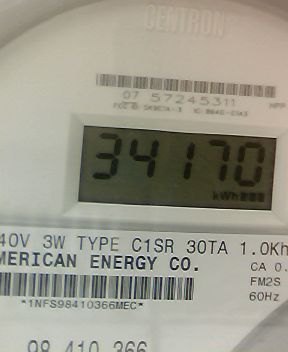 CENTRON
07 57245311
34170
kWh
40V 3W TYPE C1SR 30TA 1.0Kh
MERICAN ENERGY CO.
CA 0.
FM2S
60Hz
*1NFS98410366MEC*
98 410 366